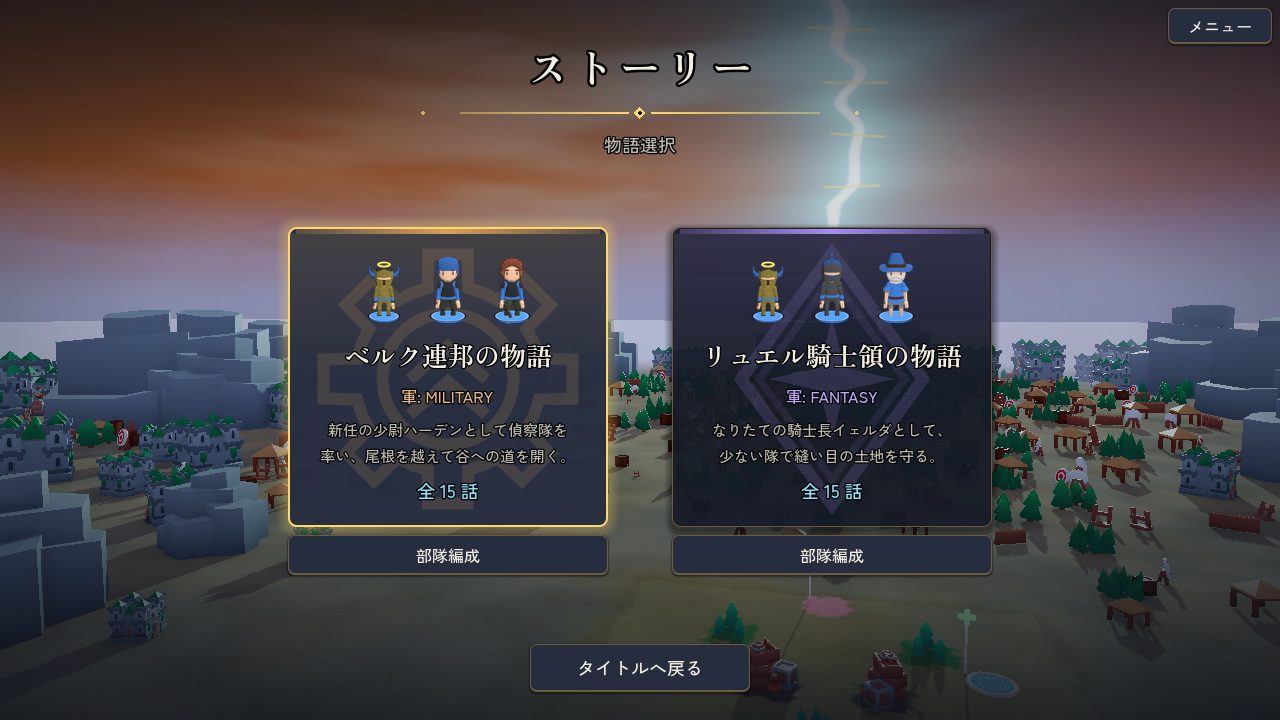 メニュー
ストーリー
物語選択
ベルク連邦の物語
軍: MILITARY
新任の少尉ハーデンとして偵察隊を
率い、尾根を越えて谷への道を開く。
全 15 話
部隊編成
リュエル騎士領の物語
軍: FANTASY
なりたての騎士長イェルダとして、
少ない隊で縫い目の土地を守る。
全 15 話
部隊編成
タイトルへ戻る